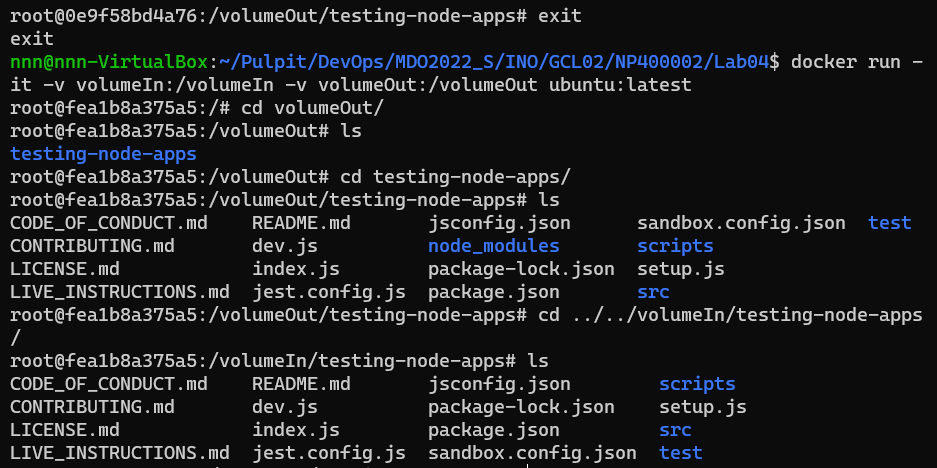 root@0e9f58bd4a76:/volumeOut/testing-node-apps# exit
exit
nnn@nnn-VirtualBox:~/Pulpit/DevOps/MDO2022_S/INO/GCL02/NP400002/Lab04$ docker run -
it -v volumeIn:/volumeIn -v volumeOut:/volumeOut ubuntu:latest
root@fea1b8a375a5:/# cd volumeOut/
root@fea1b8a375a5:/volumeOut# ls
testing-node-apps
root@fea1b8a375a5:/volumeOut# cd testing-node-apps/
root@fea1b8a375a5:/volumeOut/testing-node-apps# ls
CODE_OF_CONDUCT.md    README.md       jsconfig.json      sandbox.config.json  test
CONTRIBUTING.md       dev.js          node_modules       scripts
LICENSE.md            index.js        package-lock.json  setup.js
LIVE_INSTRUCTIONS.md  jest.config.js  package.json       src
root@fea1b8a375a5:/volumeOut/testing-node-apps# cd ../../volumeIn/testing-node-apps
/
root@fea1b8a375a5:/volumeIn/testing-node-apps# ls
CODE_OF_CONDUCT.md    README.md       jsconfig.json        scripts
CONTRIBUTING.md       dev.js          package-lock.json    setup.js
LICENSE.md            index.js        package.json         src
LIVE_INSTRUCTIONS.md  jest.config.js  sandbox.config.json  test